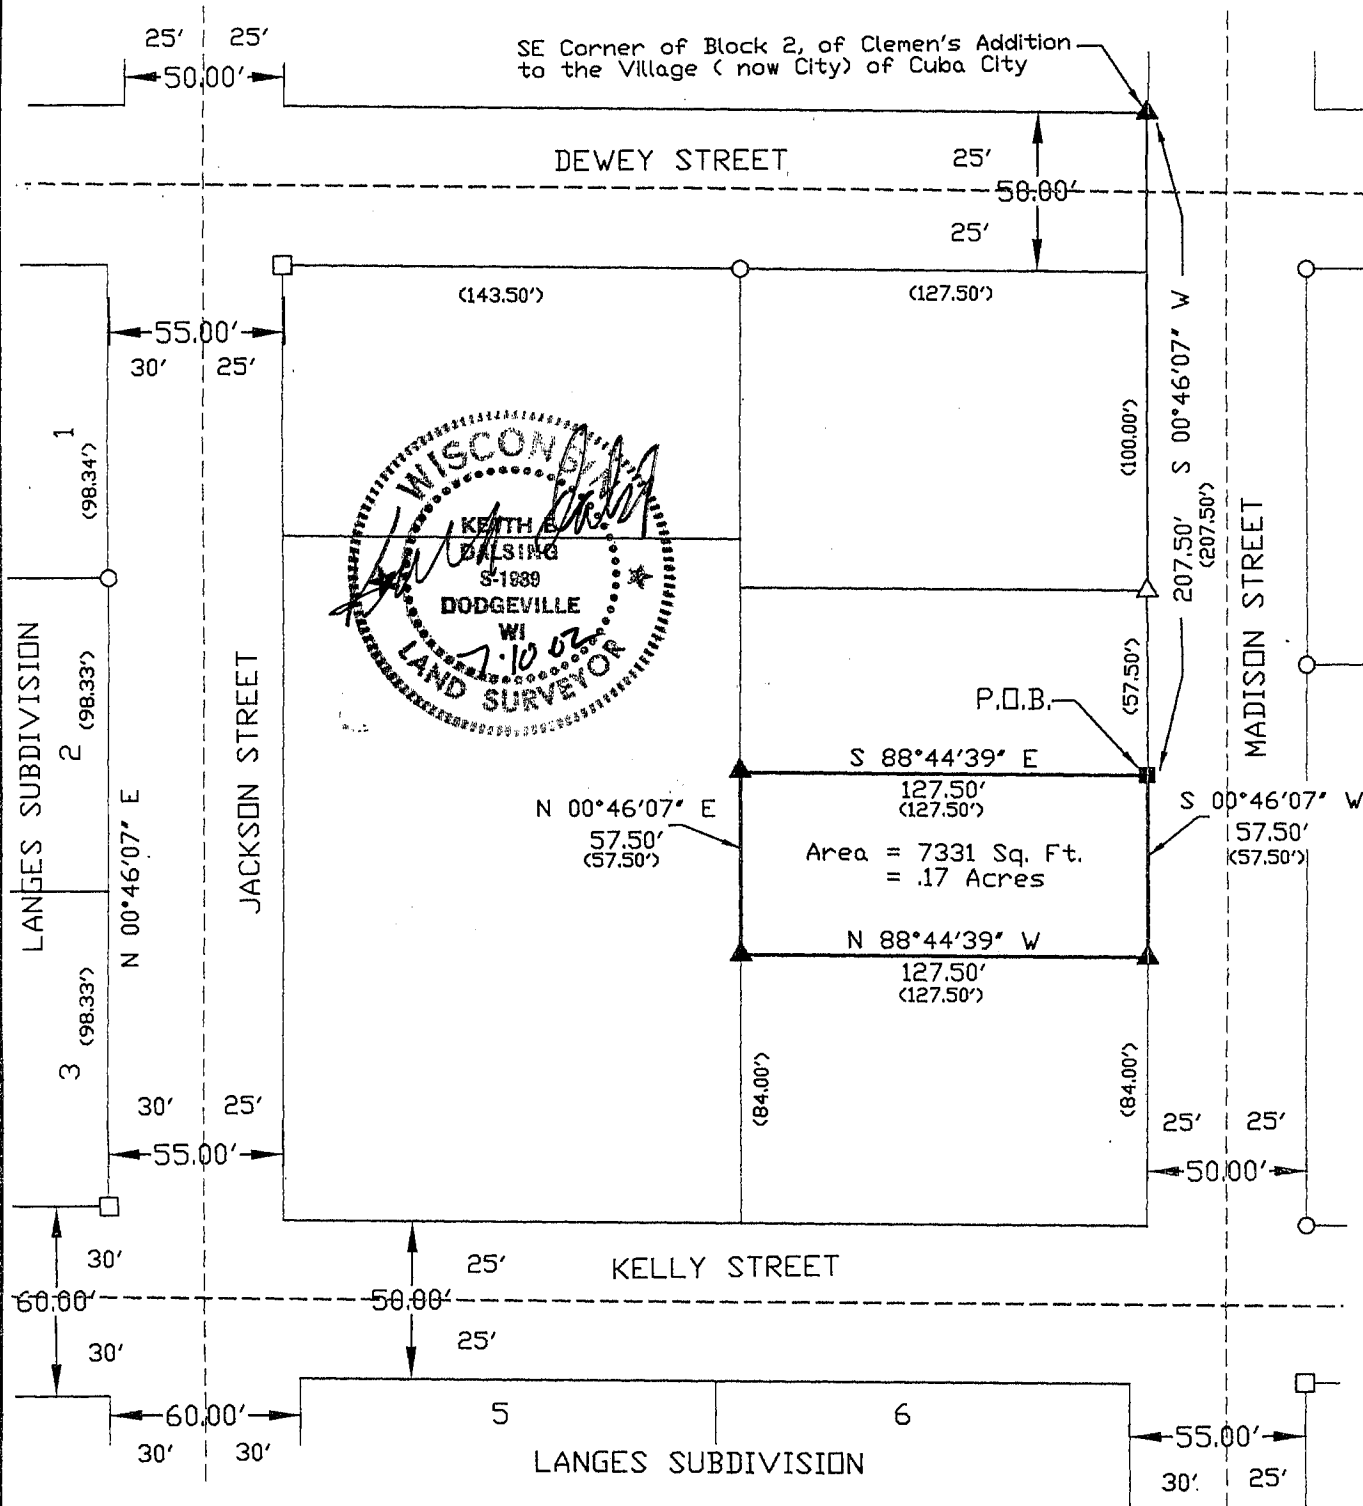 25' 25'
50.00'
SE Corner of Block 2, of Clemen's Addition
to the Village ( now City) of Cuba City
DEWEY STREET
25'
50.00'
25'
(143.50')
(127.50')
55.00'
30' 25'
S 00°46'07" W
207.50'
(207.50')
(100.00')
(57.50')
MADISON STREET
1
(98.34')
2
(98.33')
3
(98.33')
LANGES SUBDIVISION
N 00°46'07" E
JACKSON STREET
WISCONSIN
KEITH E
DALSING
S-1939
DODGEVILLE
WI
7.10 02
LAND SURVEYOR
P.O.B.
S 88°44'39" E
127.50'
(127.50')
N 00°46'07" E
57.50'
(57.50')
S 00°46'07" W
57.50'
(57.50')
Area = 7331 Sq. Ft.
= .17 Acres
N 88°44'39" W
127.50'
(127.50')
(84.00')
(84.00')
30' 25'
55.00'
25' 25'
50.00'
30'
60.00'
30'
25'
50.00'
25'
KELLY STREET
60.00'
30' 30'
5
6
LANGES SUBDIVISION
55.00'
30' 25'